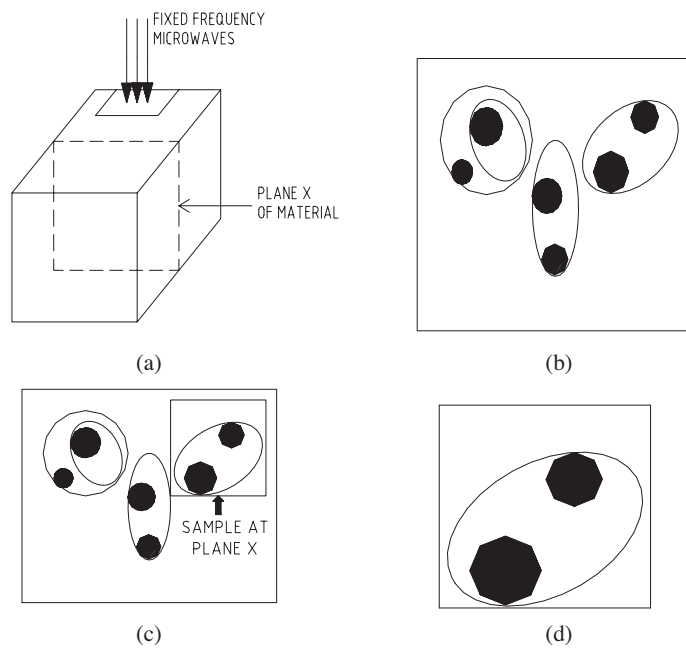 FIXED FREQUENCY
MICROWAVES
PLANE X
OF MATERIAL
(a)
(b)
SAMPLE AT
PLANE X
(c)
(d)